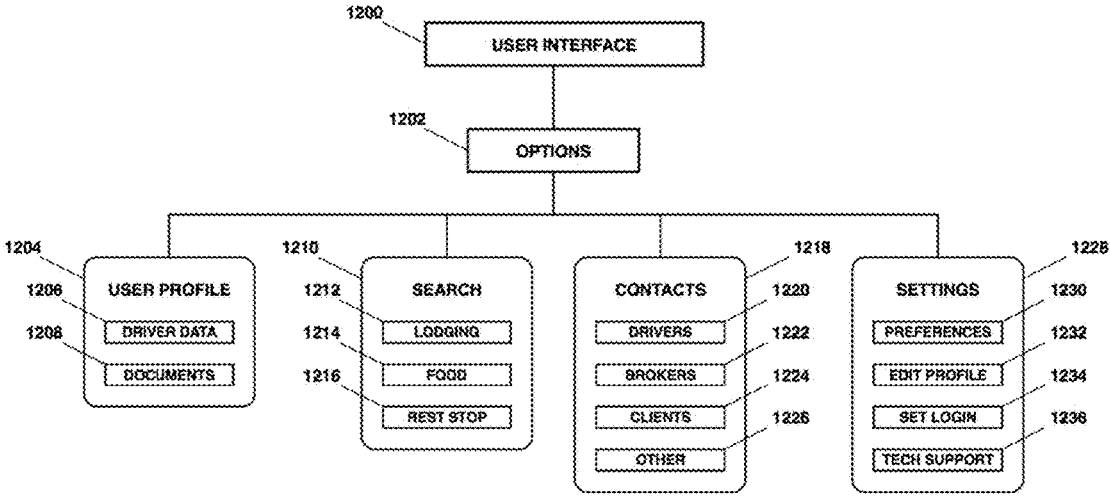 1200
USER INTERFACE
1202
OPTIONS
1204
USER PROFILE
1206
DRIVER DATA
1208
DOCUMENTS
1210
SEARCH
1212
LODGING
1214
FOOD
1216
REST STOP
1218
CONTACTS
1220
DRIVERS
1222
BROKERS
1224
CLIENTS
1226
OTHER
1228
SETTINGS
1230
PREFERENCES
1232
EDIT PROFILE
1234
SET LOGIN
1236
TECH SUPPORT